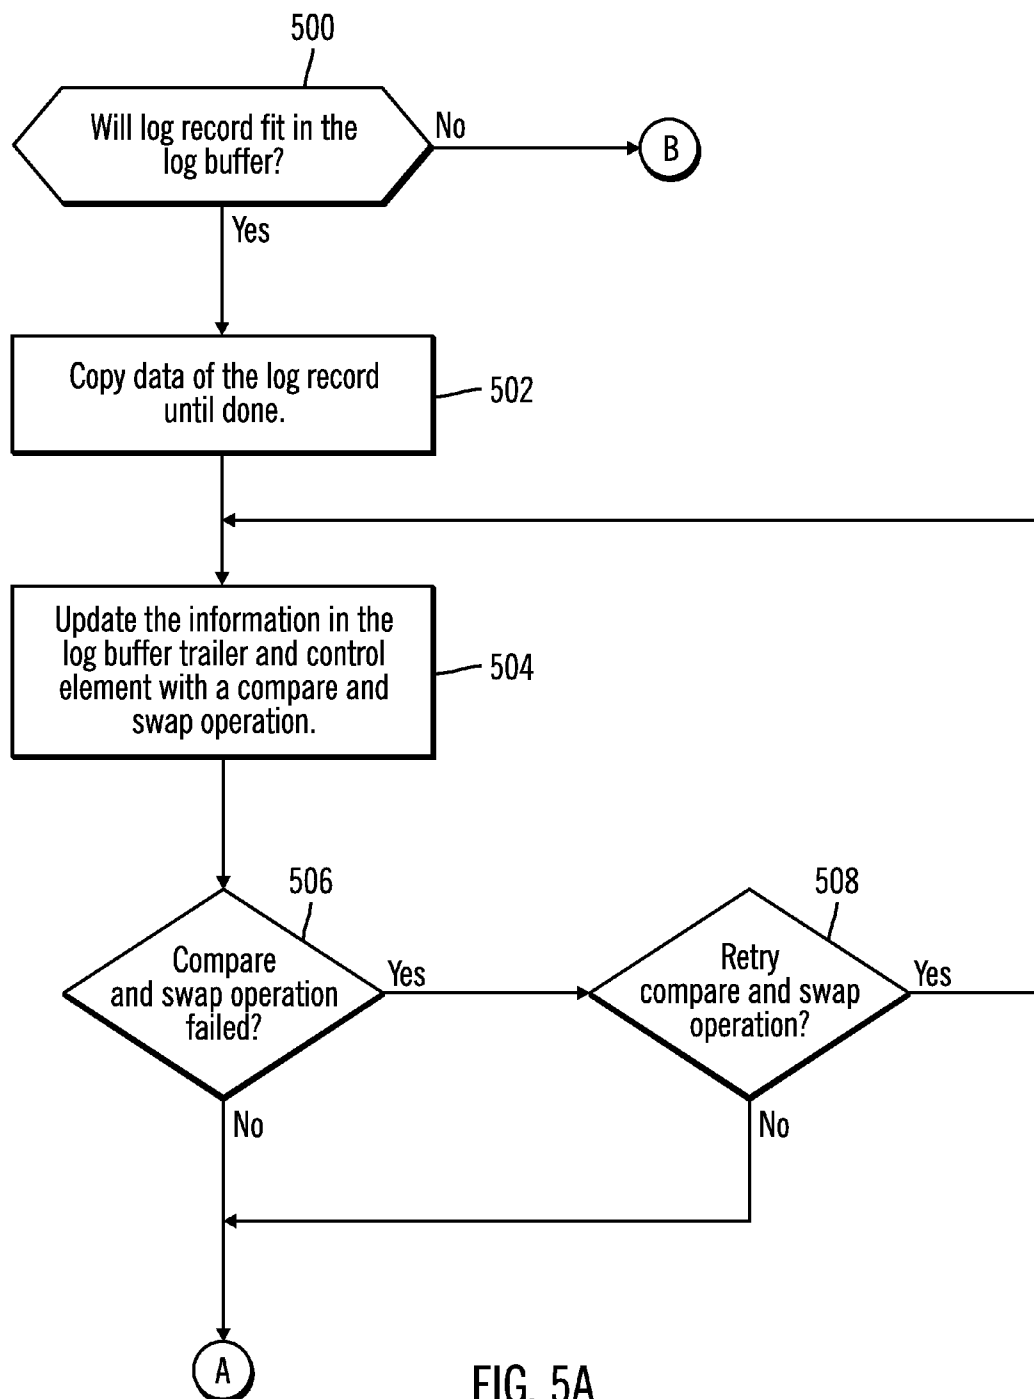 500
Will log record fit in the
log buffer?
No
B
Yes
Copy data of the log record
until done.
502
Update the information in the
log buffer trailer and control
element with a compare and
swap operation.
504
506
508
Compare
and swap operation
failed?
Yes
Retry
compare and swap
operation?
Yes
No
No
A
FIG. 5A